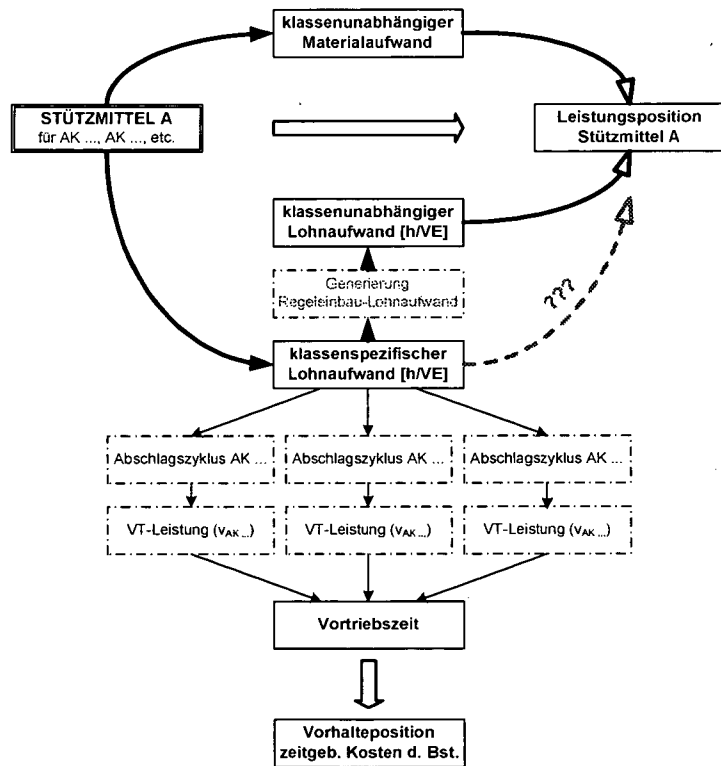 klassenunabhängiger
Materialaufwand
STÜTZMITTEL A
für AK ..., AK ..., etc.
Leistungsposition
Stützmittel A
klassenunabhängiger
Lohnaufwand [h/VE]
Generierung
Regeleinbau-Lohnaufwand
???
klassenspezifischer
Lohnaufwand [h/VE]
Abschlagszyklus AK ...
Abschlagszyklus AK ...
Abschlagszyklus AK ...
VT-Leistung (vAK ...)
VT-Leistung (vAK ...)
VT-Leistung (vAK ...)
Vortriebszeit
Vorhalteposition
zeitgeb. Kosten d. Bst.